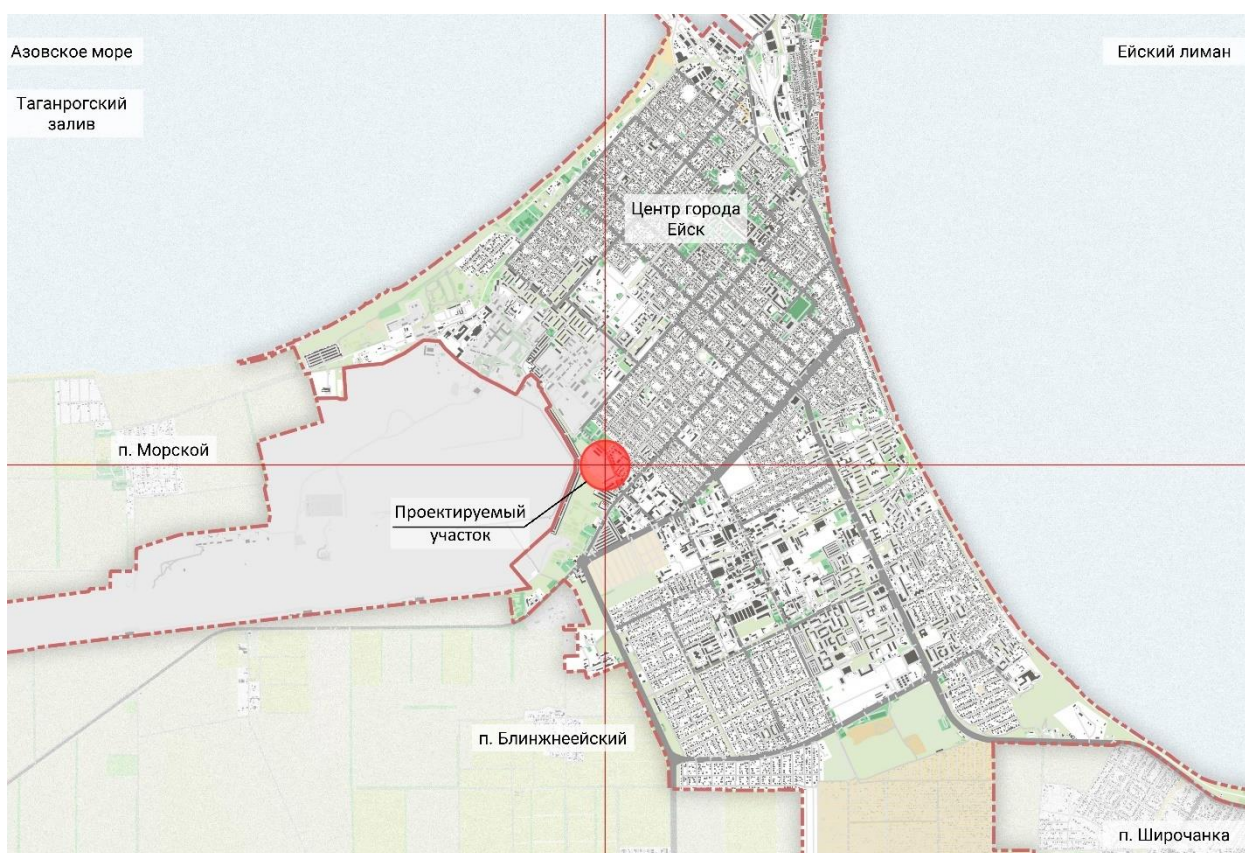 Азовское море
Ейский лиман
Таганрогский
залив
Центр города
Ейск
п. Морской
Проектируемый
участок
п. Блинжнеейский
п. Широчанка